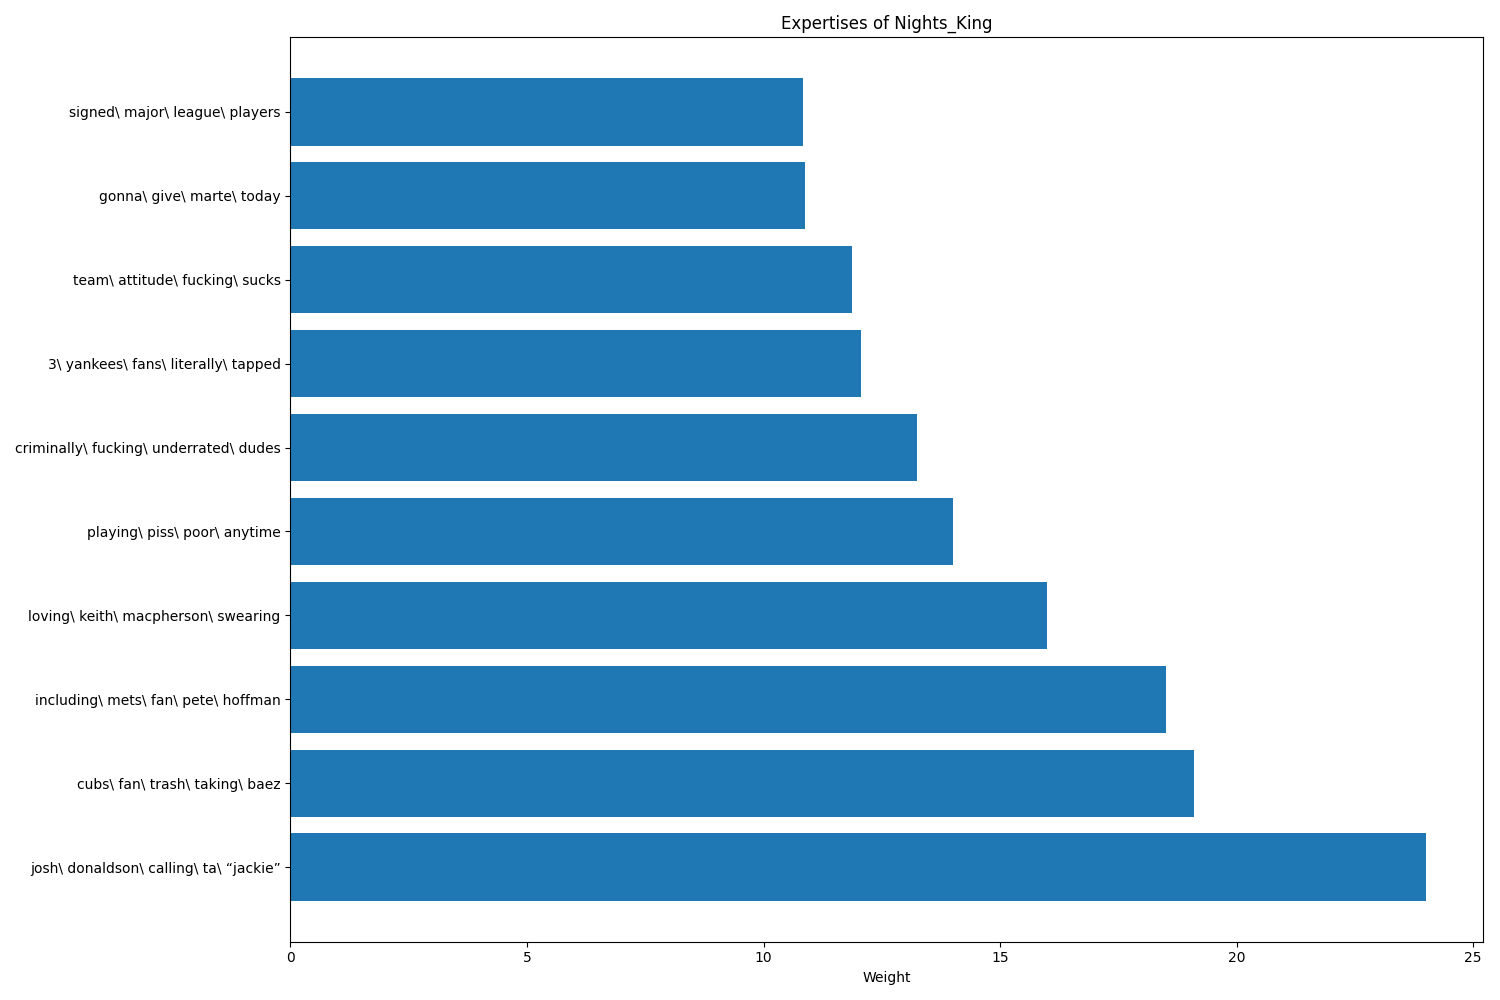 Expertises of Nights_King
signed\ major\ league\ players
gonna\ give\ marte\ today
team\ attitude\ fucking\ sucks
3\ yankees\ fans\ literally\ tapped
criminally\ fucking\ underrated\ dudes
playing\ piss\ poor\ anytime
loving\ keith\ macpherson\ swearing
including\ mets\ fan\ pete\ hoffman
cubs\ fan\ trash\ taking\ baez
josh\ donaldson\ calling\ ta\ “jackie”
0 5 10 15 20 25
Weight